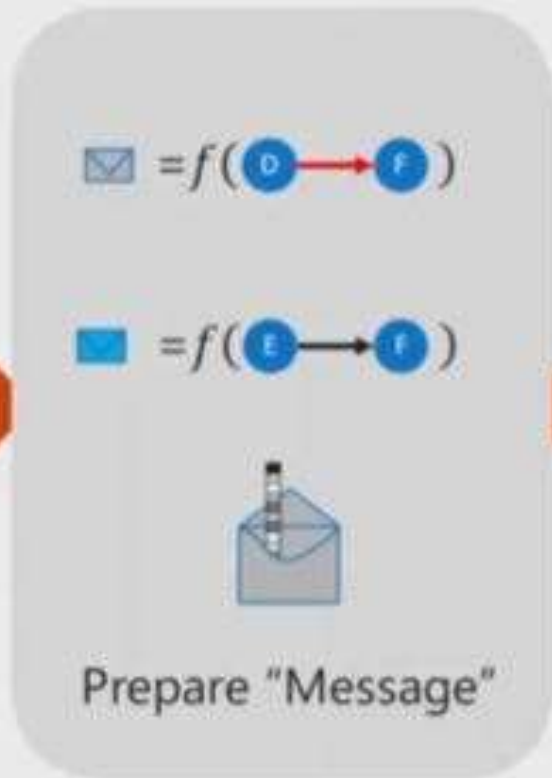 =f( D F )
=f( E F )
Prepare “Message”